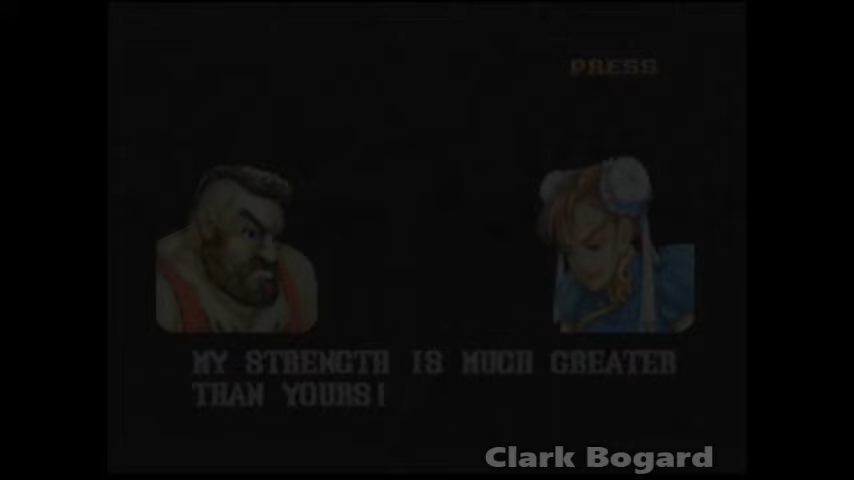 PRESS
MY STRENGTH IS MUCH GREATER
THAN YOURS!
Clark Bogard